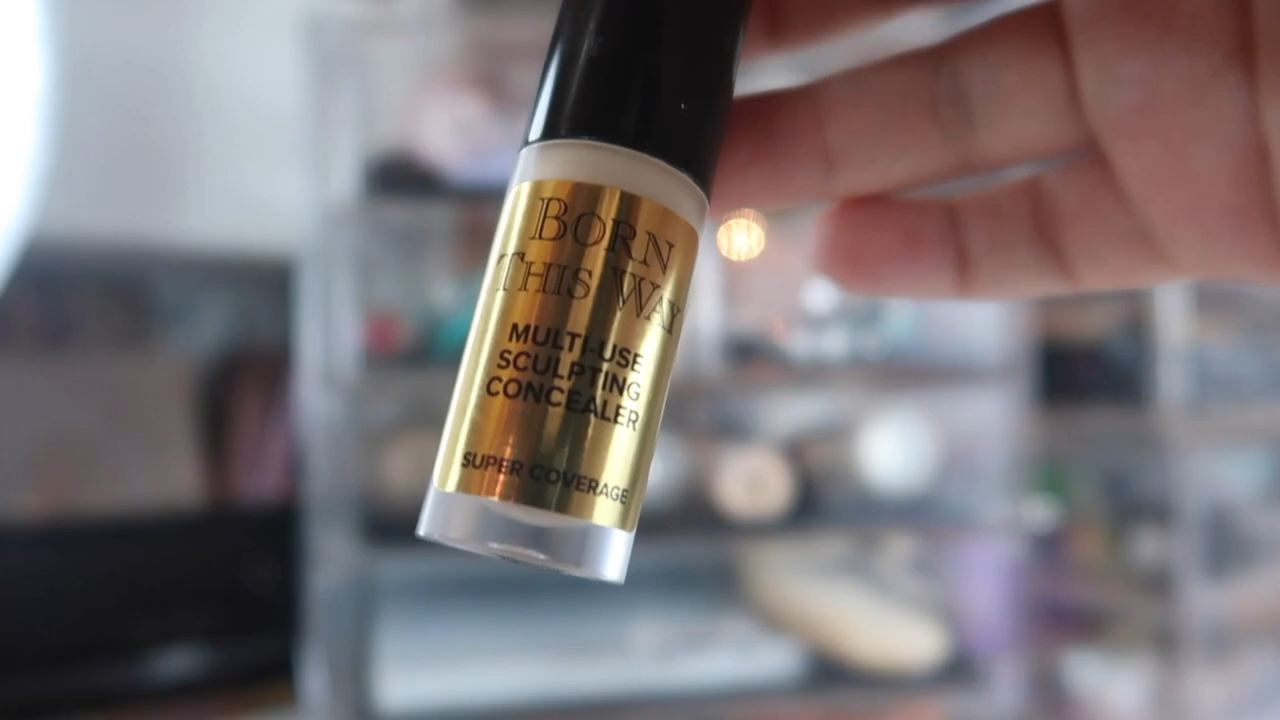 BORN
THIS WAY
MULTI-USE
SCULPTING
CONCEALER
SUPER COVERAGE